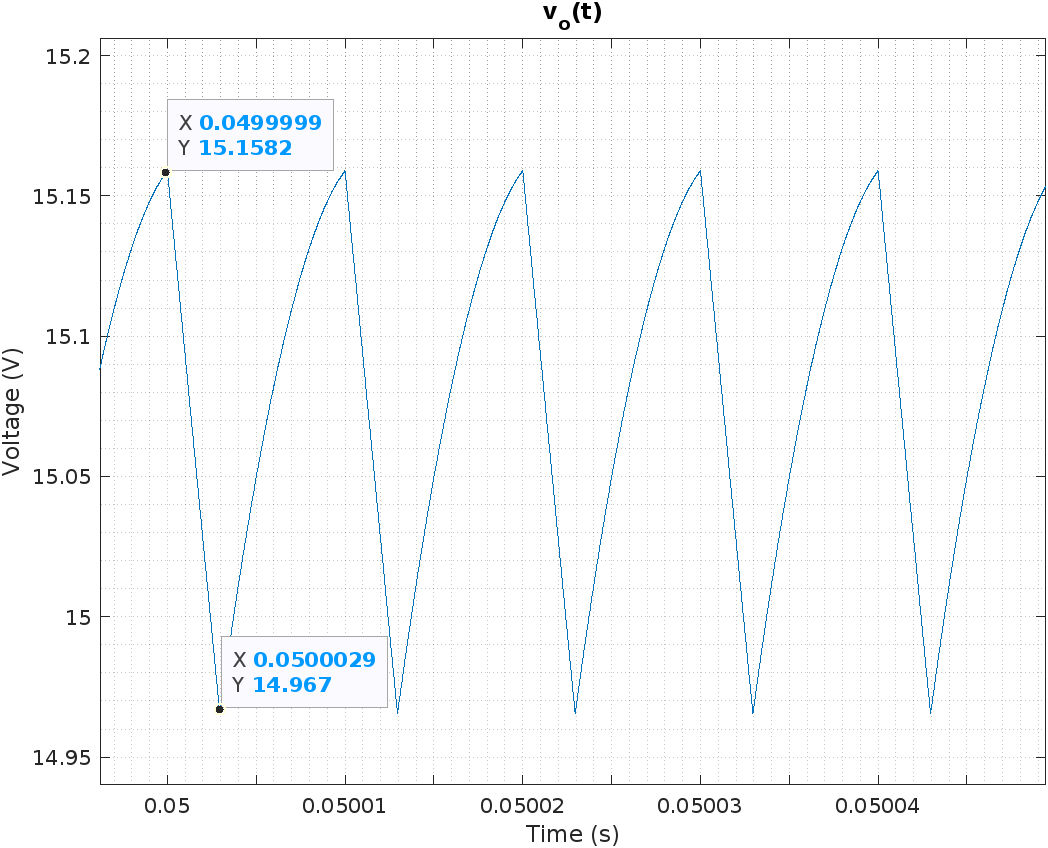 v_o(t)
15.2
X 0.0499999
Y 15.1582
15.15
15.1
15.05
15
X 0.0500029
Y 14.967
14.95
0.05 0.05001 0.05002 0.05003 0.05004
Time (s)
Voltage (V)